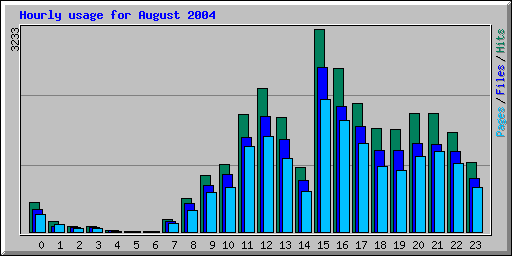 Hourly usage for August 2004
3233
Pages / Files / Hits
0 1 2 3 4 5 6 7 8 9 10 11 12 13 14 15 16 17 18 19 20 21 22 23